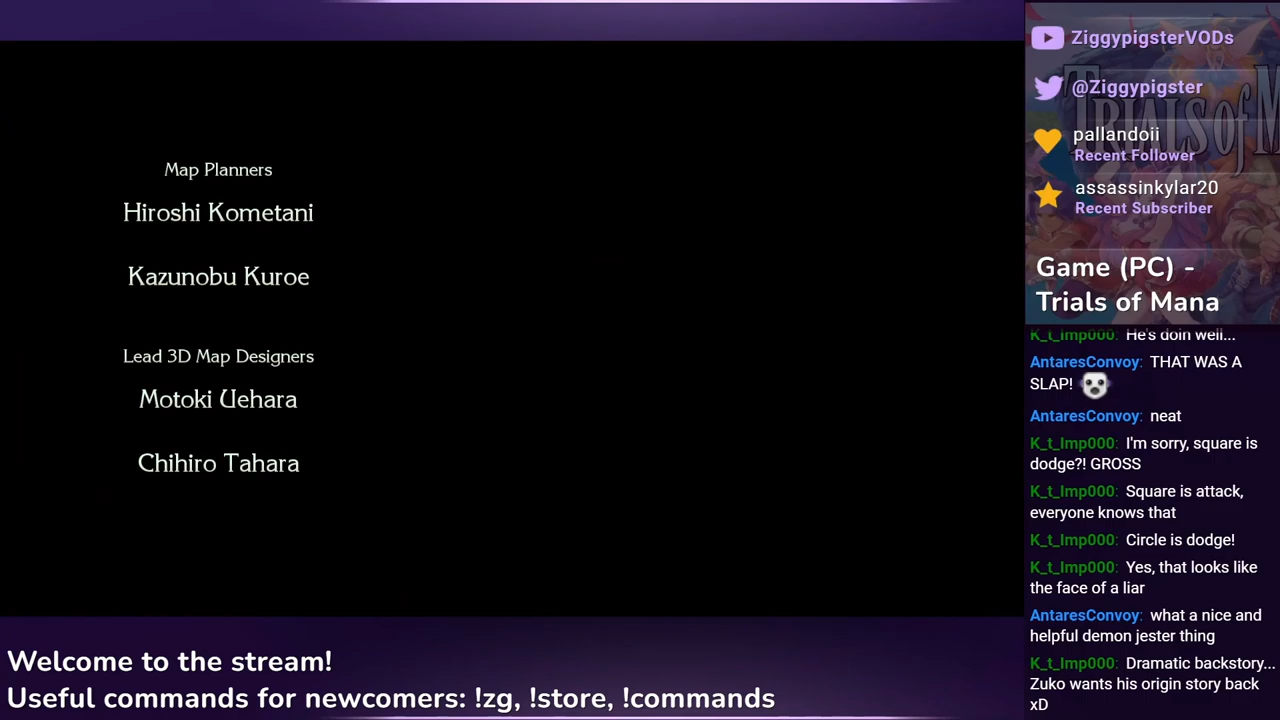 Map Planners
Hiroshi Kometani
Kazunobu Kuroe
Lead 3D Map Designers
Motoki Uehara
Chihiro Tahara
Welcome to the stream!
Useful commands for newcomers: !zg, !store, !commands
ZiggypigsterVODs
@Ziggypigster
TRIALS of M
pallandoii
Recent Follower
assassinkylar20
Recent Subscriber
Game (PC) -
Trials of Mana
K_t_Imp000: He's doin well...
AntaresConvoy: THAT WAS A
SLAP!
AntaresConvoy: neat
K_t_Imp000: I'm sorry, square is
dodge?! GROSS
K_t_Imp000: Square is attack,
everyone knows that
K_t_Imp000: Circle is dodge!
K_t_Imp000: Yes, that looks like
the face of a liar
AntaresConvoy: what a nice and
helpful demon jester thing
K_t_Imp000: Dramatic backstory...
Zuko wants his origin story back
xD